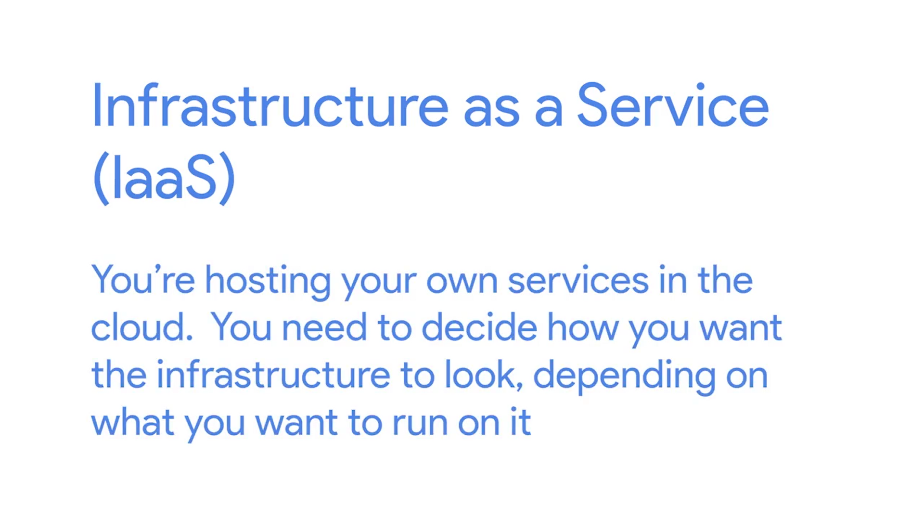 Infrastructure as a Service
(IaaS)
You’re hosting your own services in the
cloud.  You need to decide how you want
the infrastructure to look, depending on
what you want to run on it